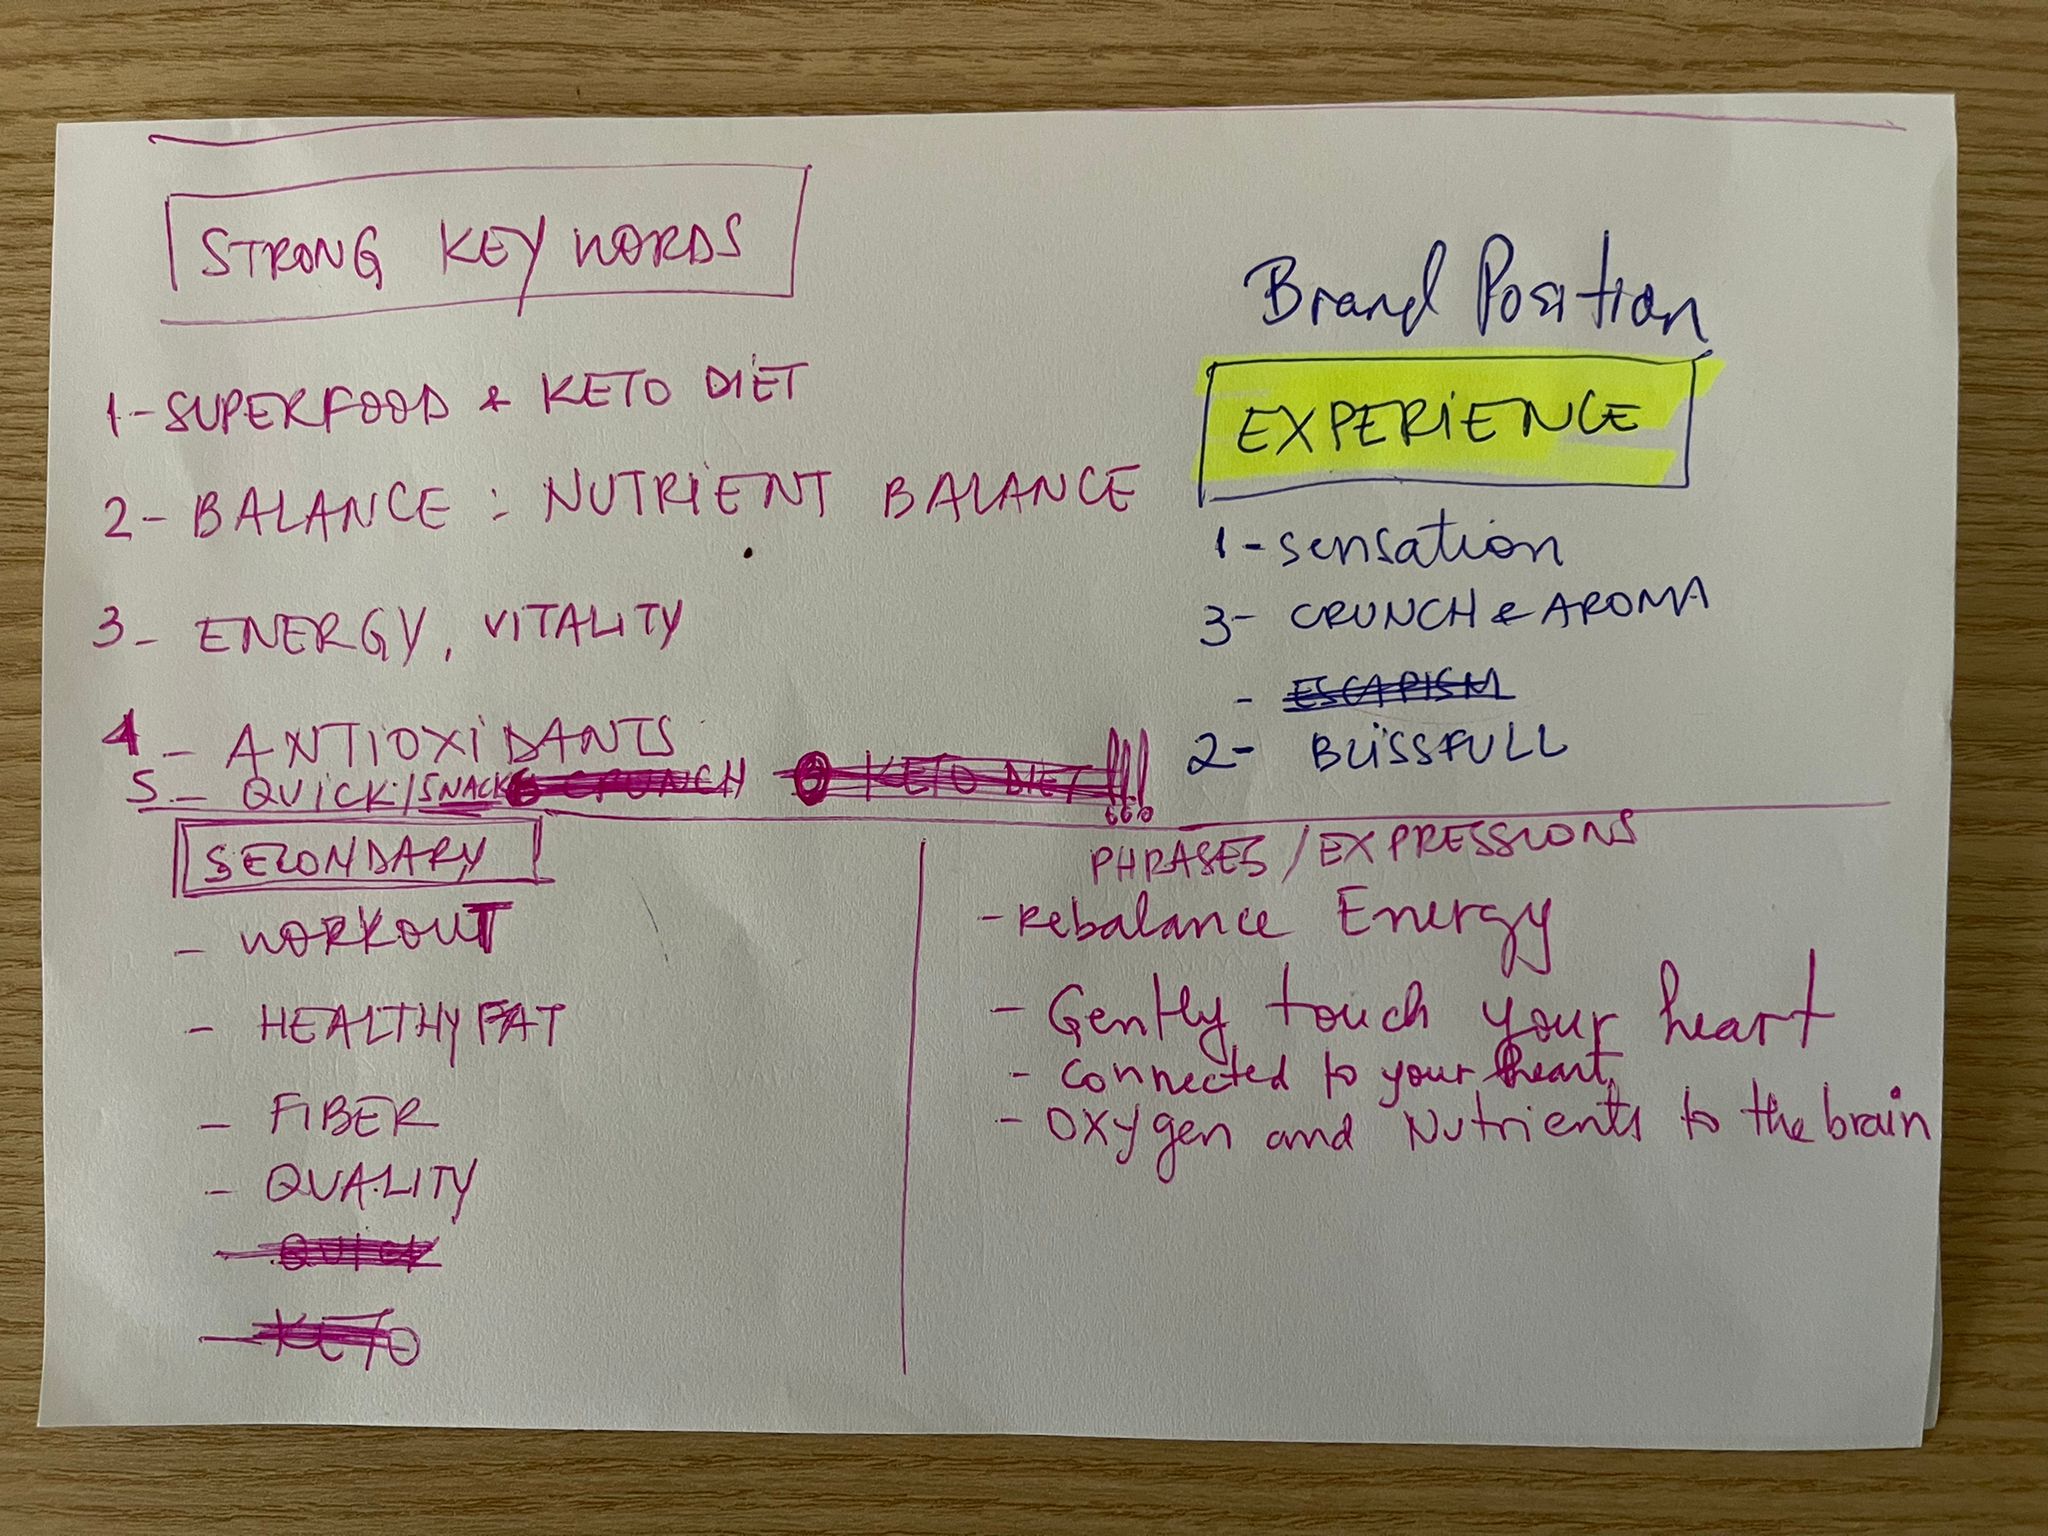 STRONG KEY WORDS
1- SUPERFOOD & KETO DIET
2- BALANCE : NUTRIENT BALANCE
3- ENERGY, VITALITY
4- ANTIOXIDANTS
5- QUICK/SNACK CRUNCH KETO DIET
Brand Position
EXPERIENCE
1- sensation
3- CRUNCH & AROMA
- ESCAPISM
2- BLISSFULL
SECONDARY
- WORKOUT
- HEALTHY FAT
- FIBER
- QUALITY
- QUICK
- KETO
PHRASES/EXPRESSIONS
- Rebalance Energy
- Gently touch your heart
- connected to your heart
- OXygen and Nutrients to the brain